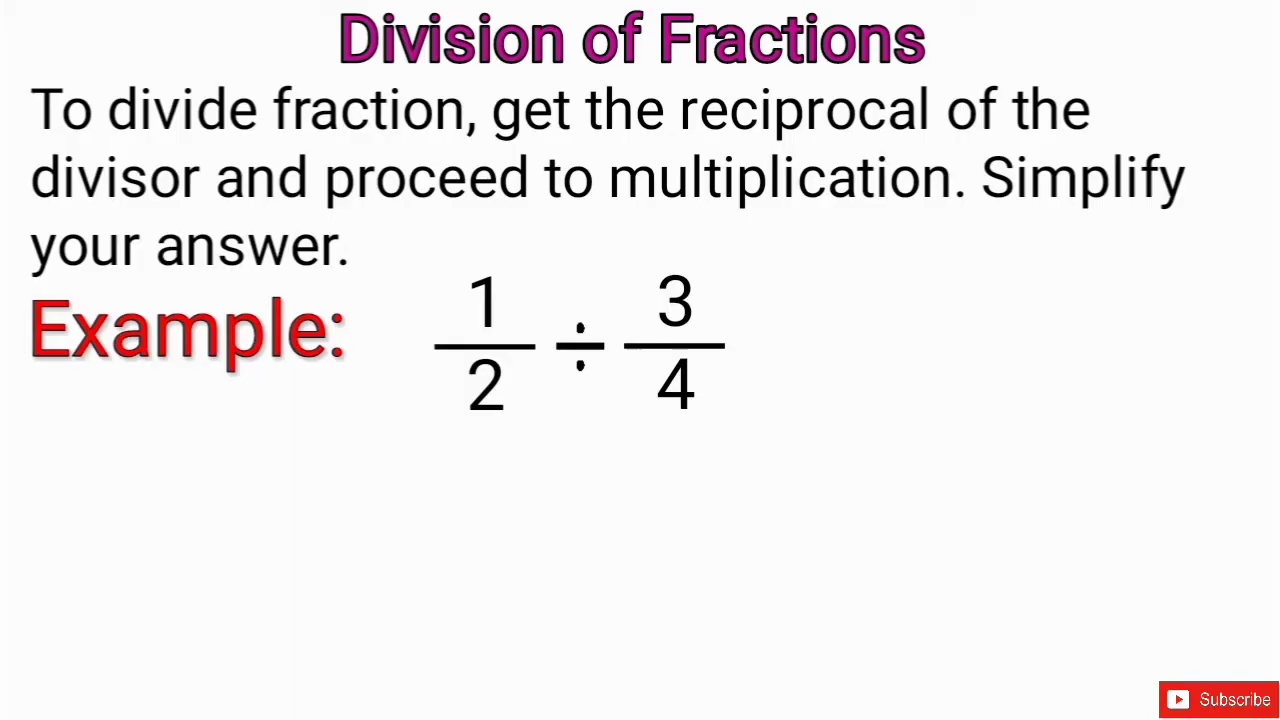 Division of Fractions
To divide fraction, get the reciprocal of the
divisor and proceed to multiplication. Simplify
your answer.
Example:
1 3
÷
2 4
Subscribe